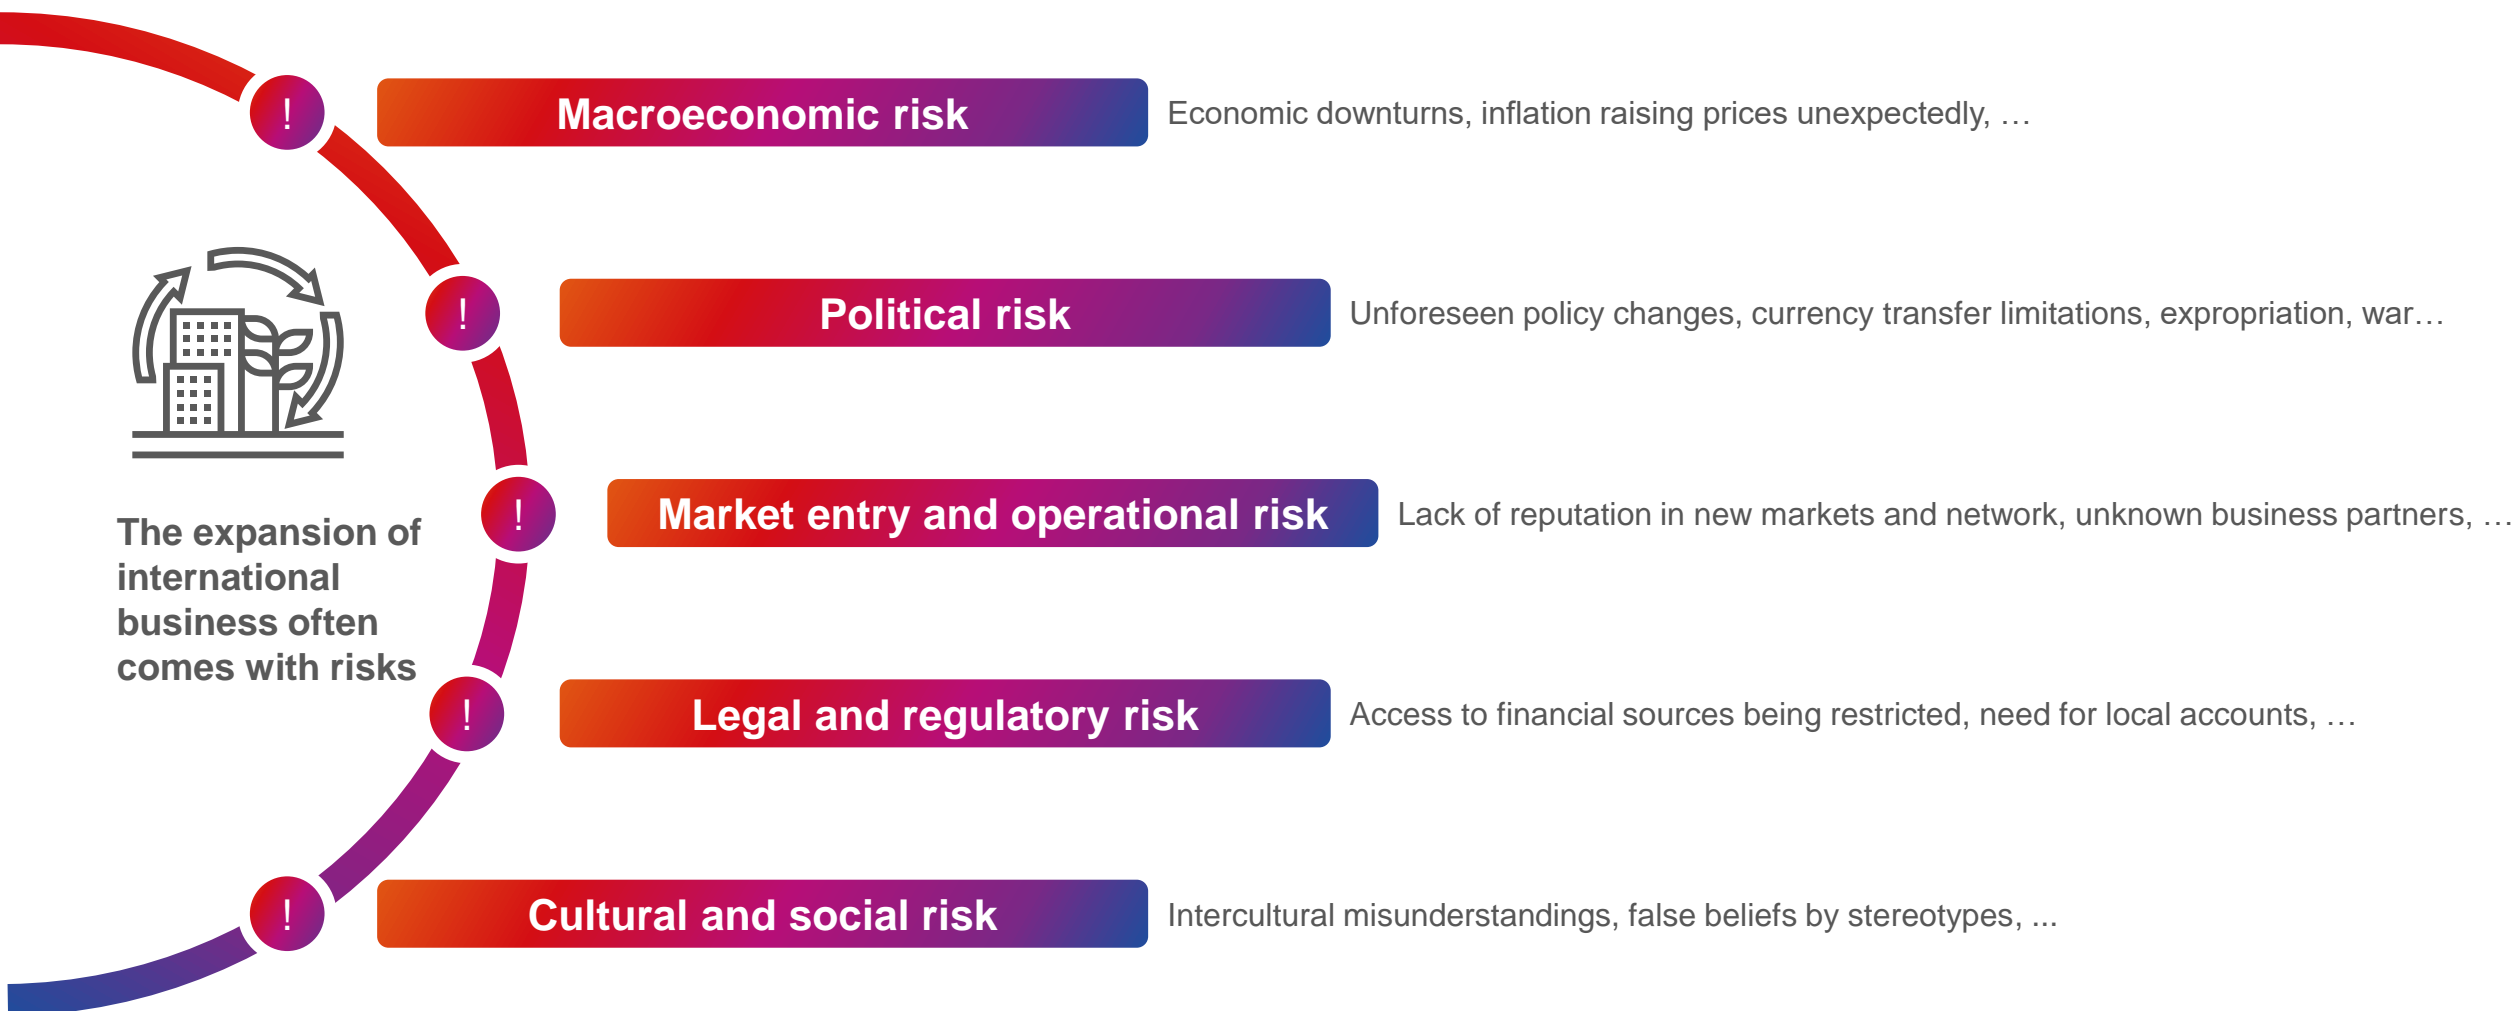 !
Macroeconomic risk
Economic downturns, inflation raising prices unexpectedly, …
!
Political risk
Unforeseen policy changes, currency transfer limitations, expropriation, war…
The expansion of
international
business often
comes with risks
!
Market entry and operational risk
Lack of reputation in new markets and network, unknown business partners, …
!
Legal and regulatory risk
Access to financial sources being restricted, need for local accounts, …
!
Cultural and social risk
Intercultural misunderstandings, false beliefs by stereotypes, ...